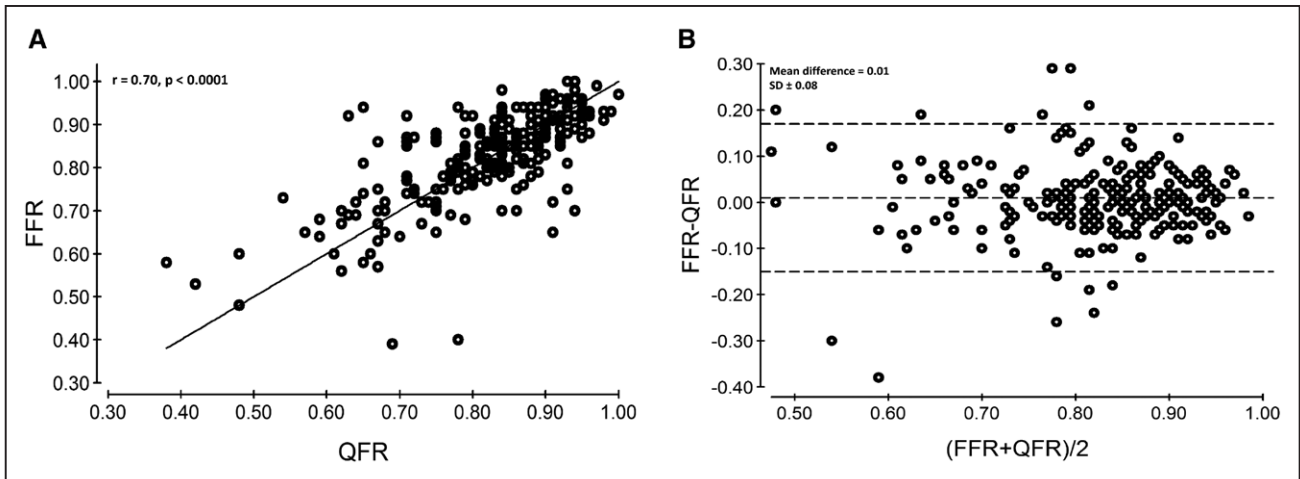 A
r = 0.70, p < 0.0001
1.00
0.90
0.80
0.70
0.60
0.50
0.40
0.30
FFR
0.30 0.40 0.50 0.60 0.70 0.80 0.90 1.00
QFR
B
Mean difference = 0.01
SD ± 0.08
0.30
0.20
0.10
0.00
-0.10
-0.20
-0.30
-0.40
FFR-QFR
0.50 0.60 0.70 0.80 0.90 1.00
(FFR+QFR)/2